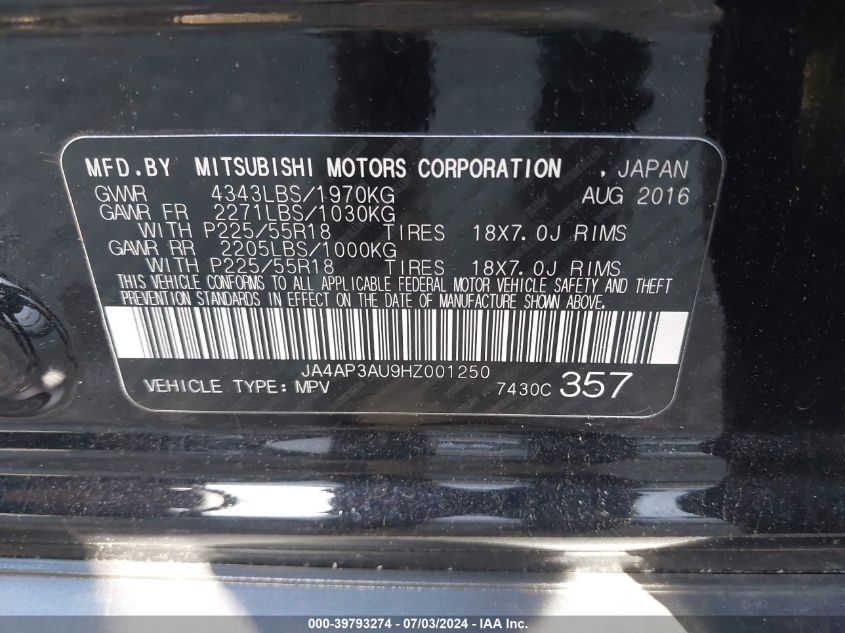 MFD.BY MITSUBISHI MOTORS CORPORATION , JAPAN
GVWR 4343LBS/1970KG AUG 2016
GAWR FR 2271LBS/1030KG
WITH P225/55R18 TIRES 18X7.0J RIMS
GAWR RR 2205LBS/1000KG
WITH P225/55R18 TIRES 18X7.0J RIMS
THIS VEHICLE CONFORMS TO ALL APPLICABLE FEDERAL MOTOR VEHICLE SAFETY AND THEFT
PREVENTION STANDARDS IN EFFECT ON THE DATE OF MANUFACTURE SHOWN ABOVE.
JA4AP3AU9HZ001250
VEHICLE TYPE: MPV 7430C 357
000-39793274 - 07/03/2024 - IAA Inc.